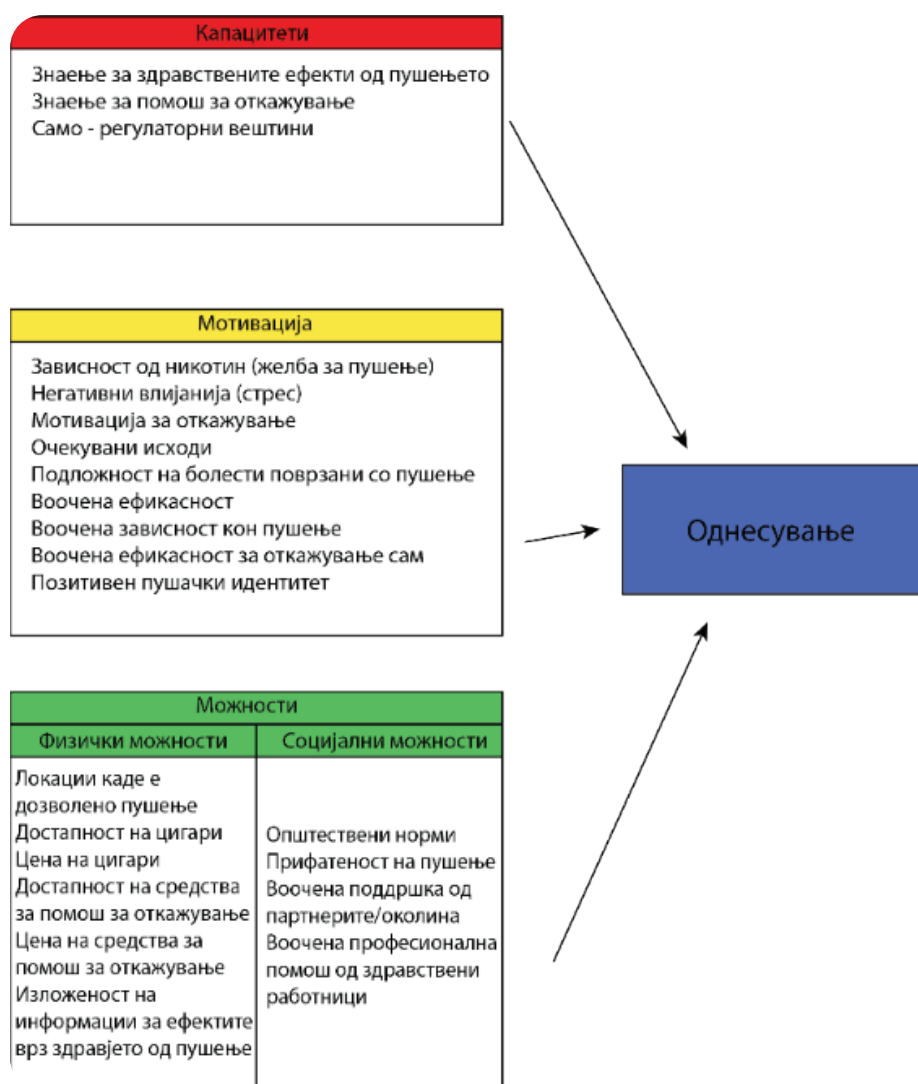 Капацитети
Знаење за здравствените ефекти од пушењето
Знаење за помош за откажување
Само - регулаторни вештини
Мотивација
Зависност од никотин (желба за пушење)
Негативни влијанија (стрес)
Мотивација за откажување
Очекувани исходи
Подложност на болести поврзани со пушење
Воочена ефикасност
Воочена зависност кон пушење
Воочена ефикасност за откажување сам
Позитивен пушачки идентитет
Однесување
Можности
Физички можности
Локации каде е
дозволено пушење
Достапност на цигари
Цена на цигари
Достапност на средства
за помош за откажување
Цена на средства за
помош за откажување
Изложеност на
информации за ефектите
врз здравјето од пушење
Социјални можности
Општествени норми
Прифатеност на пушење
Воочена поддршка од
партнерите/околина
Воочена професионална
помош од здравствени
работници